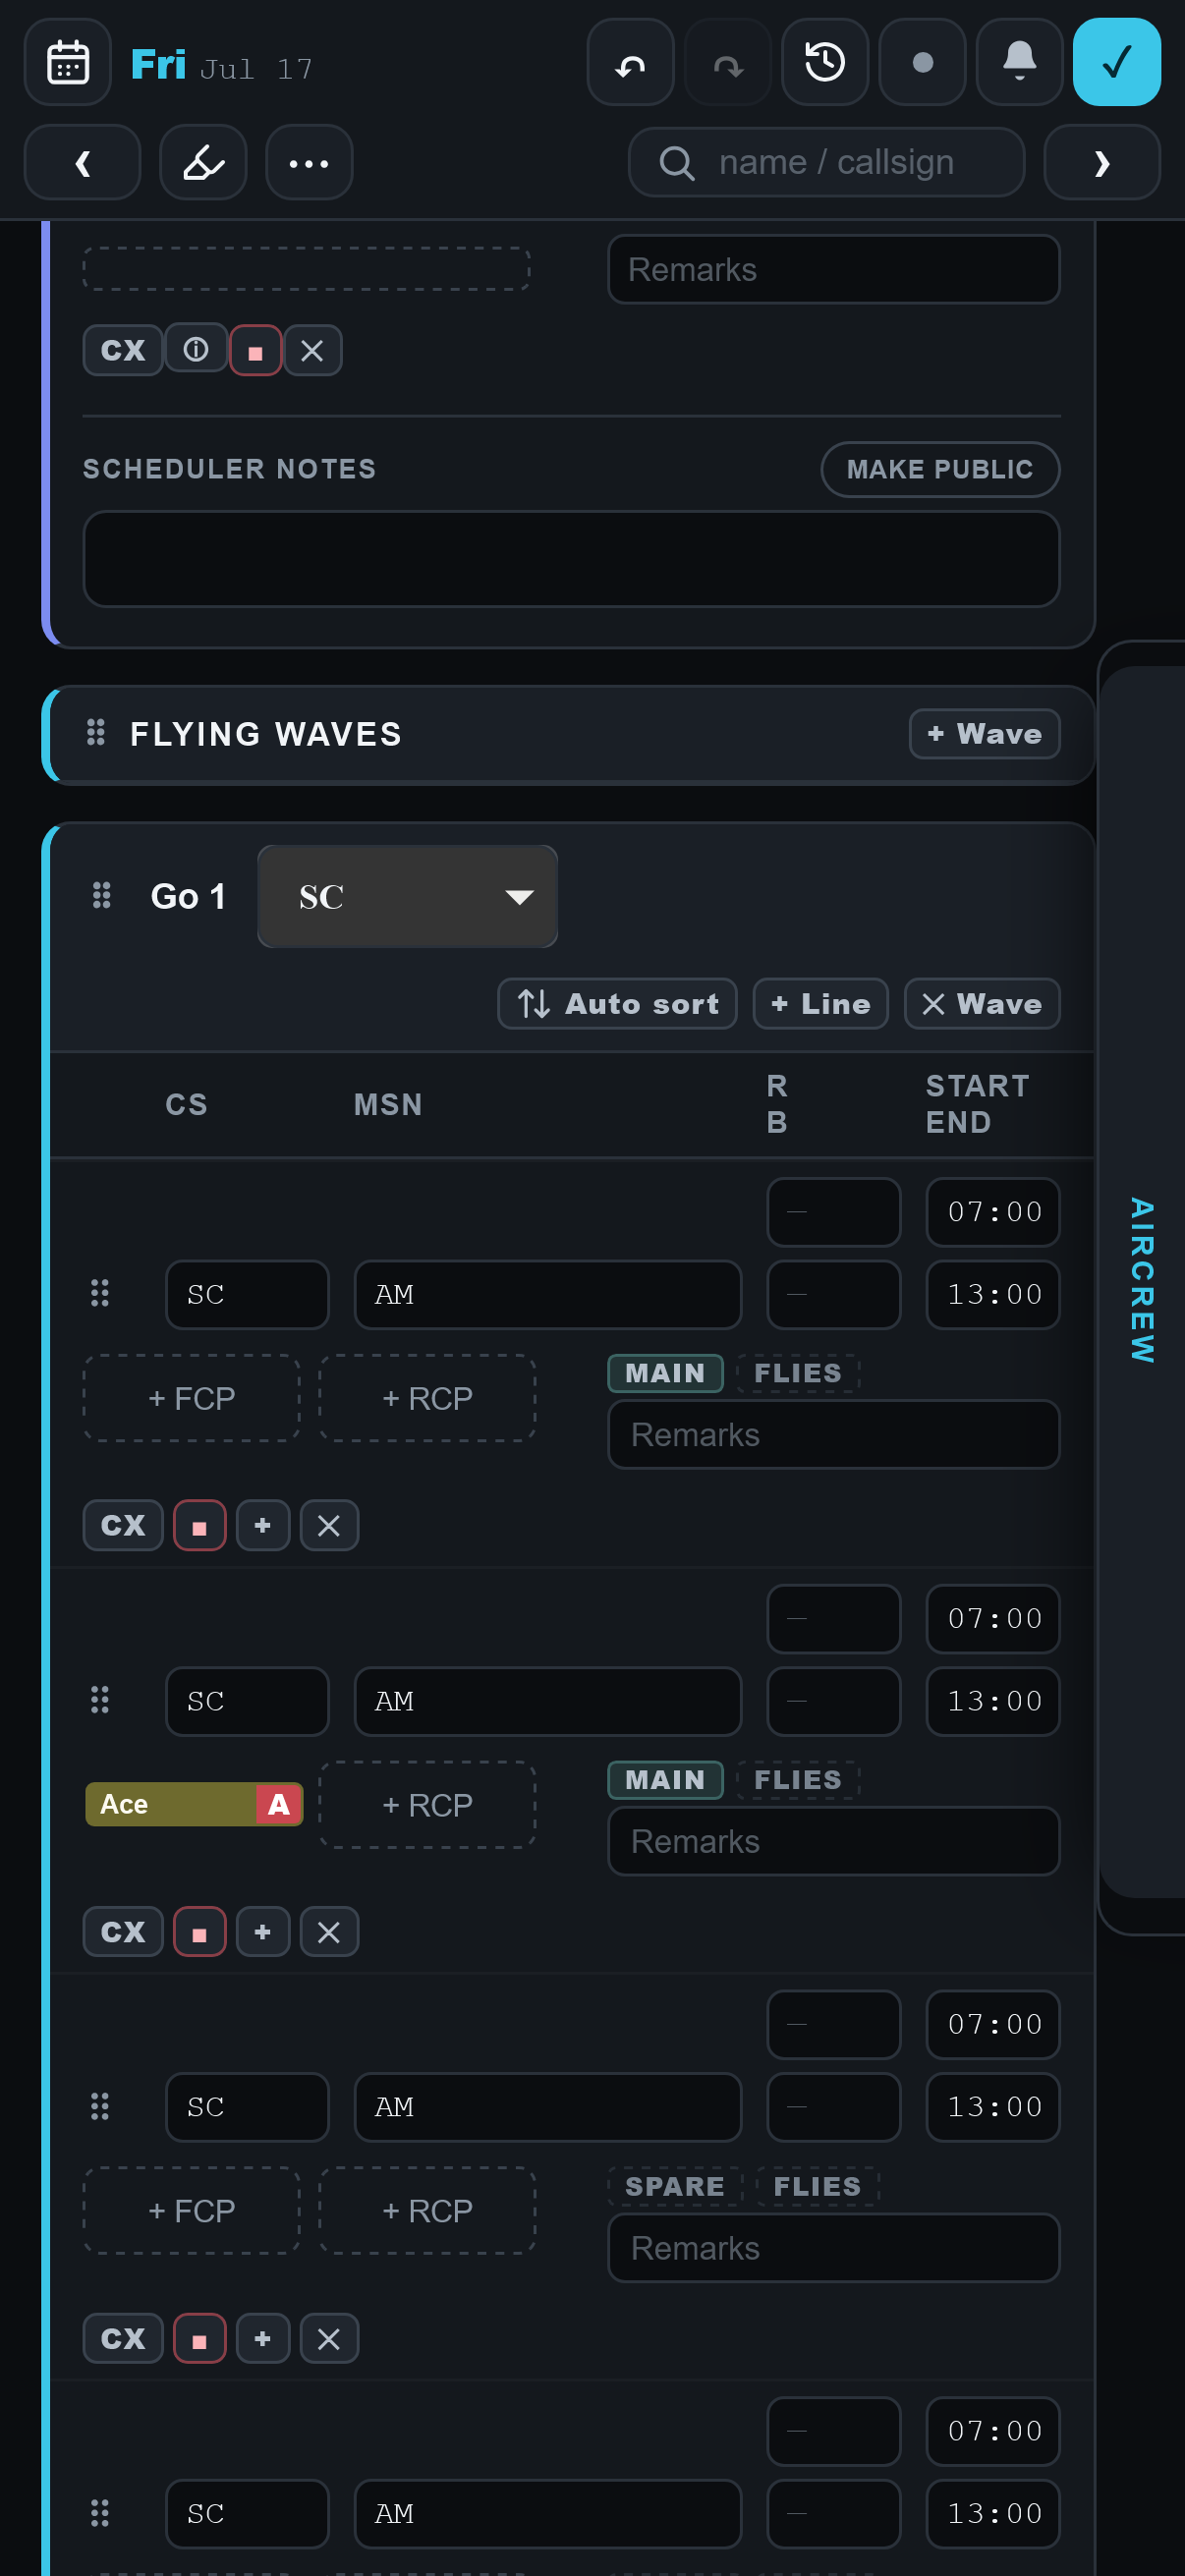 Fri Jul 17
name / callsign
Remarks
CX
SCHEDULER NOTES MAKE PUBLIC
FLYING WAVES + Wave
Go 1 SC
Auto sort + Line × Wave
CS MSN R B START END
— 07:00
SC AM — 13:00
+ FCP + RCP MAIN FLIES
Remarks
CX + ×
— 07:00
SC AM — 13:00
Ace A + RCP MAIN FLIES
Remarks
CX + ×
— 07:00
SC AM — 13:00
+ FCP + RCP SPARE FLIES
Remarks
CX + ×
— 07:00
SC AM — 13:00
AIRCREW